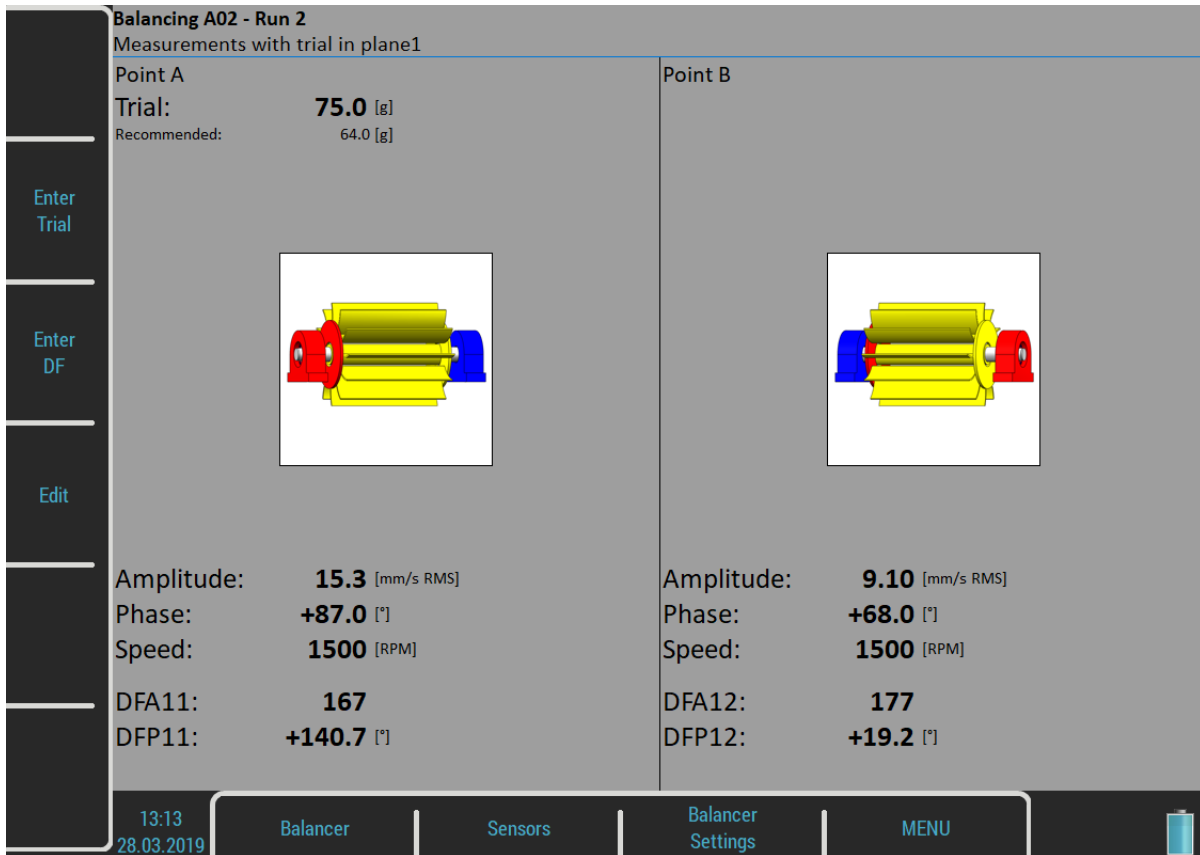 Balancing A02 - Run 2
Measurements with trial in plane1
Point A
Trial: 75.0 [g]
Recommended: 64.0 [g]
Point B
Enter
Trial
Enter
DF
Edit
Amplitude: 15.3 [mm/s RMS]
Phase: +87.0 [°]
Speed: 1500 [RPM]
DFA11: 167
DFP11: +140.7 [°]
Amplitude: 9.10 [mm/s RMS]
Phase: +68.0 [°]
Speed: 1500 [RPM]
DFA12: 177
DFP12: +19.2 [°]
13:13
28.03.2019
Balancer
Sensors
Balancer
Settings
MENU